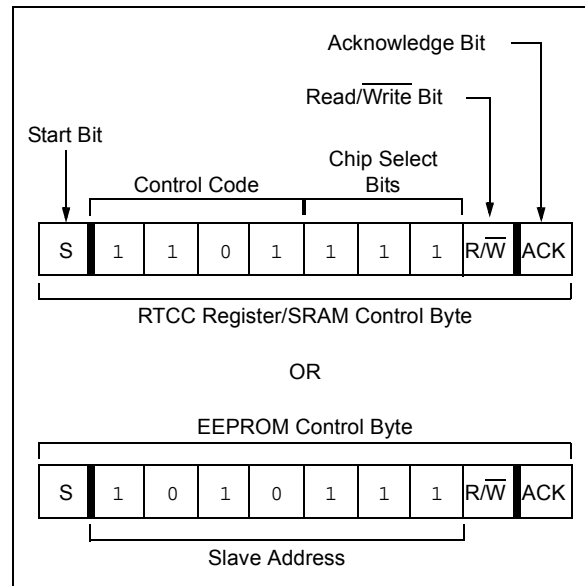 Acknowledge Bit
Read/Write Bit
Start Bit
Chip Select
Control Code Bits
S 1 1 0 1 1 1 1 R/W ACK
RTCC Register/SRAM Control Byte
OR
EEPROM Control Byte
S 1 0 1 0 1 1 1 R/W ACK
Slave Address